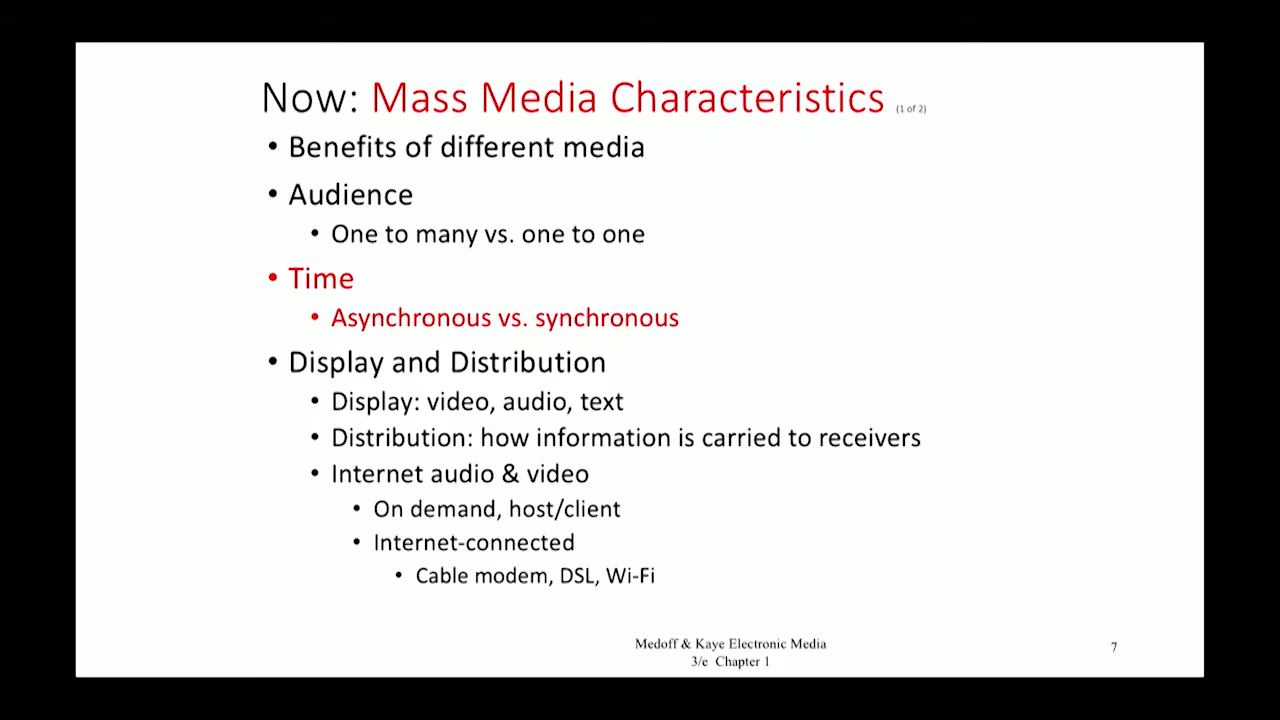 Now: Mass Media Characteristics (1 of 2)
• Benefits of different media
• Audience
• One to many vs. one to one
• Time
• Asynchronous vs. synchronous
• Display and Distribution
• Display: video, audio, text
• Distribution: how information is carried to receivers
• Internet audio & video
• On demand, host/client
• Internet-connected
• Cable modem, DSL, Wi-Fi
Medoff & Kaye Electronic Media
3/e Chapter 1
7